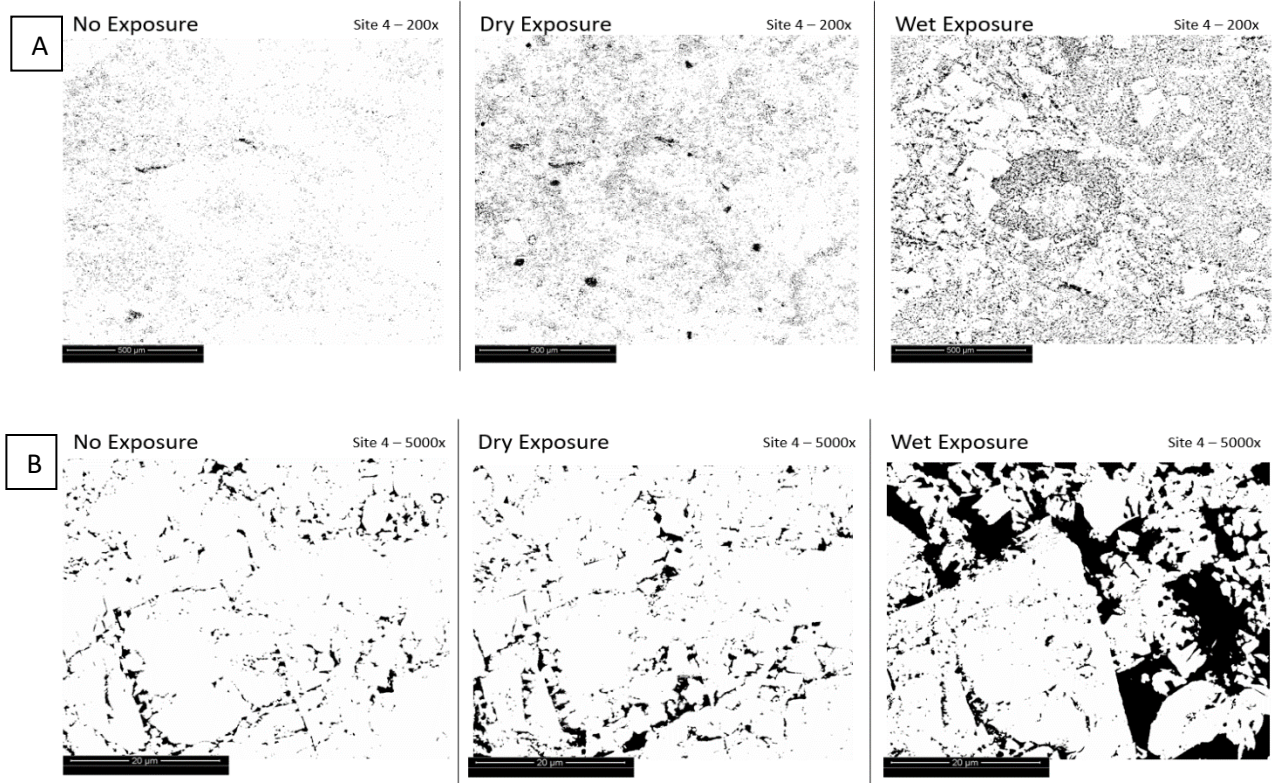 A
No Exposure Site 4 – 200x
Dry Exposure Site 4 – 200x
Wet Exposure Site 4 – 200x
500 µm
500 µm
500 µm
B
No Exposure Site 4 – 5000x
Dry Exposure Site 4 – 5000x
Wet Exposure Site 4 – 5000x
20 µm
20 µm
20 µm